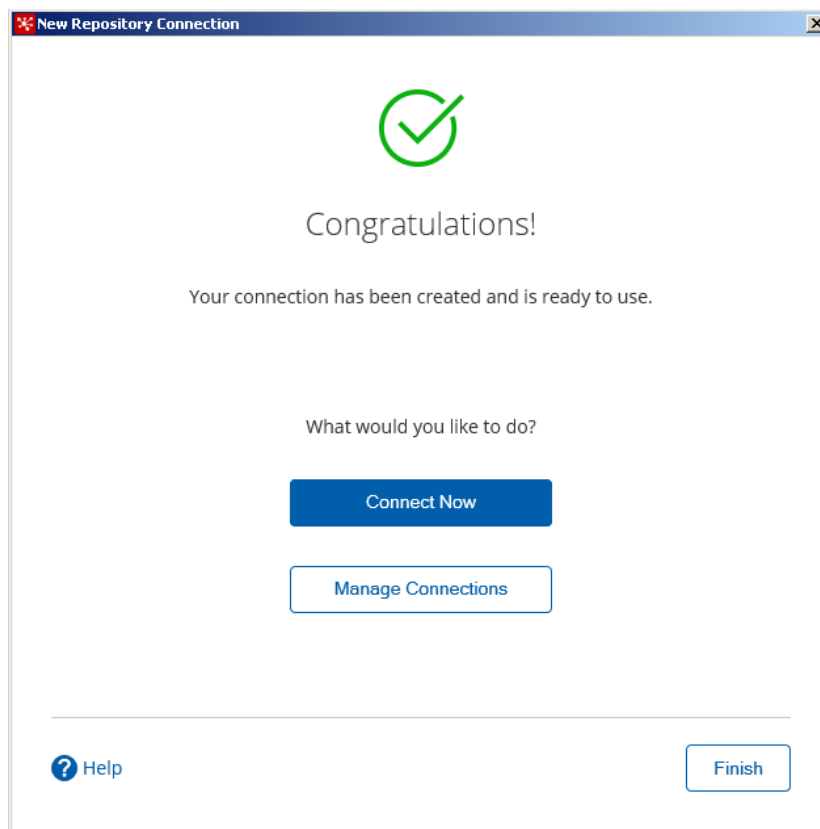 New Repository Connection
Congratulations!
Your connection has been created and is ready to use.
What would you like to do?
Connect Now
Manage Connections
? Help
Finish